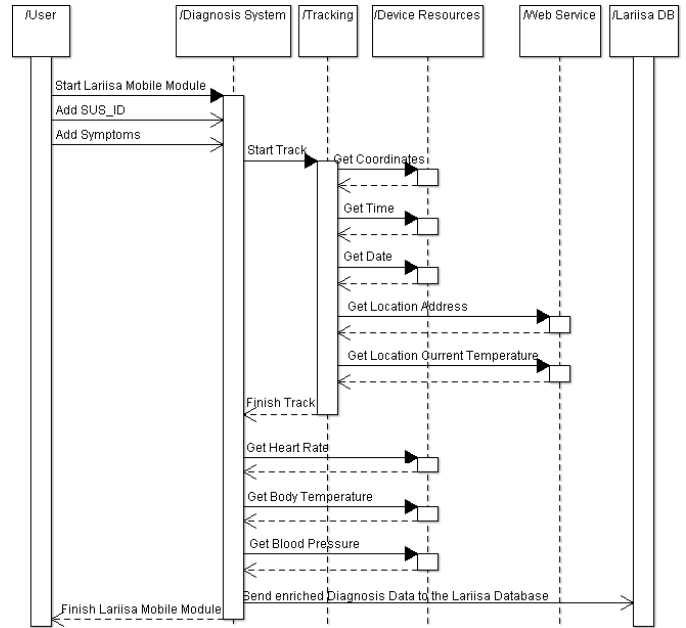 /User
/Diagnosis System
/Tracking
/Device Resources
/Web Service
/Lariisa DB
Start Lariisa Mobile Module
Add SUS_ID
Add Symptoms
Start Track
Get Coordinates
Get Time
Get Date
Get Location Address
Get Location Current Temperature
Finish Track
Get Heart Rate
Get Body Temperature
Get Blood Pressure
Send enriched Diagnosis Data to the Lariisa Database
Finish Lariisa Mobile Module